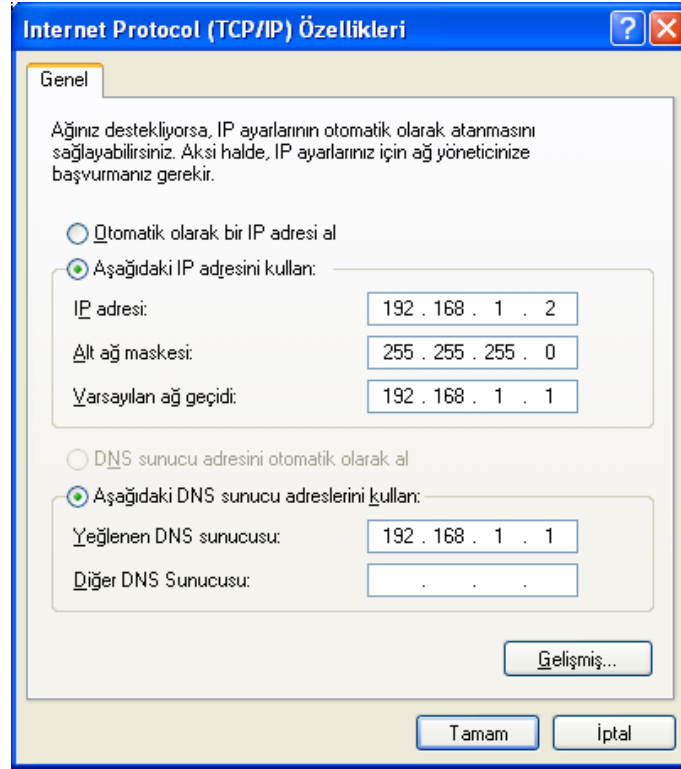 Internet Protocol (TCP/IP) Özellikleri
Genel
Ağınız destekliyorsa, IP ayarlarının otomatik olarak atanmasını
sağlayabilirsiniz. Aksi halde, IP ayarlarınız için ağ yöneticinize
başvurmanız gerekir.
Otomatik olarak bir IP adresi al
Aşağıdaki IP adresini kullan:
IP adresi: 192 . 168 . 1 . 2
Alt ağ maskesi: 255 . 255 . 255 . 0
Varsayılan ağ geçidi: 192 . 168 . 1 . 1
DNS sunucu adresini otomatik olarak al
Aşağıdaki DNS sunucu adreslerini kullan:
Yeğlenen DNS sunucusu: 192 . 168 . 1 . 1
Diğer DNS Sunucusu: . . .
Gelişmiş...
Tamam İptal